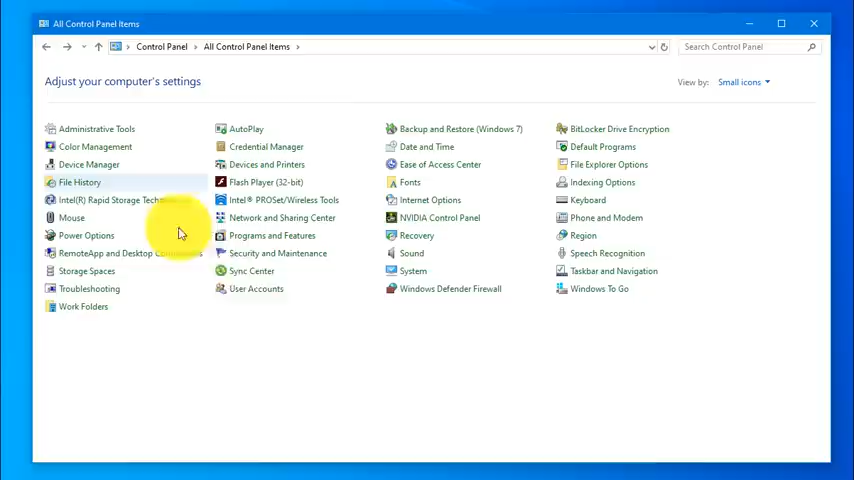 All Control Panel Items
Control Panel > All Control Panel Items >
Search Control Panel
Adjust your computer's settings
View by: Small icons
Administrative Tools
AutoPlay
Backup and Restore (Windows 7)
BitLocker Drive Encryption
Color Management
Credential Manager
Date and Time
Default Programs
Device Manager
Devices and Printers
Ease of Access Center
File Explorer Options
File History
Flash Player (32-bit)
Fonts
Indexing Options
Intel(R) Rapid Storage
Intel® PROSet/Wireless Tools
Internet Options
Keyboard
Mouse
Network and Sharing Center
NVIDIA Control Panel
Phone and Modem
Power Options
Programs and Features
Recovery
Region
RemoteApp and Desktop
Security and Maintenance
Sound
Speech Recognition
Storage Spaces
Sync Center
System
Taskbar and Navigation
Troubleshooting
User Accounts
Windows Defender Firewall
Windows To Go
Work Folders